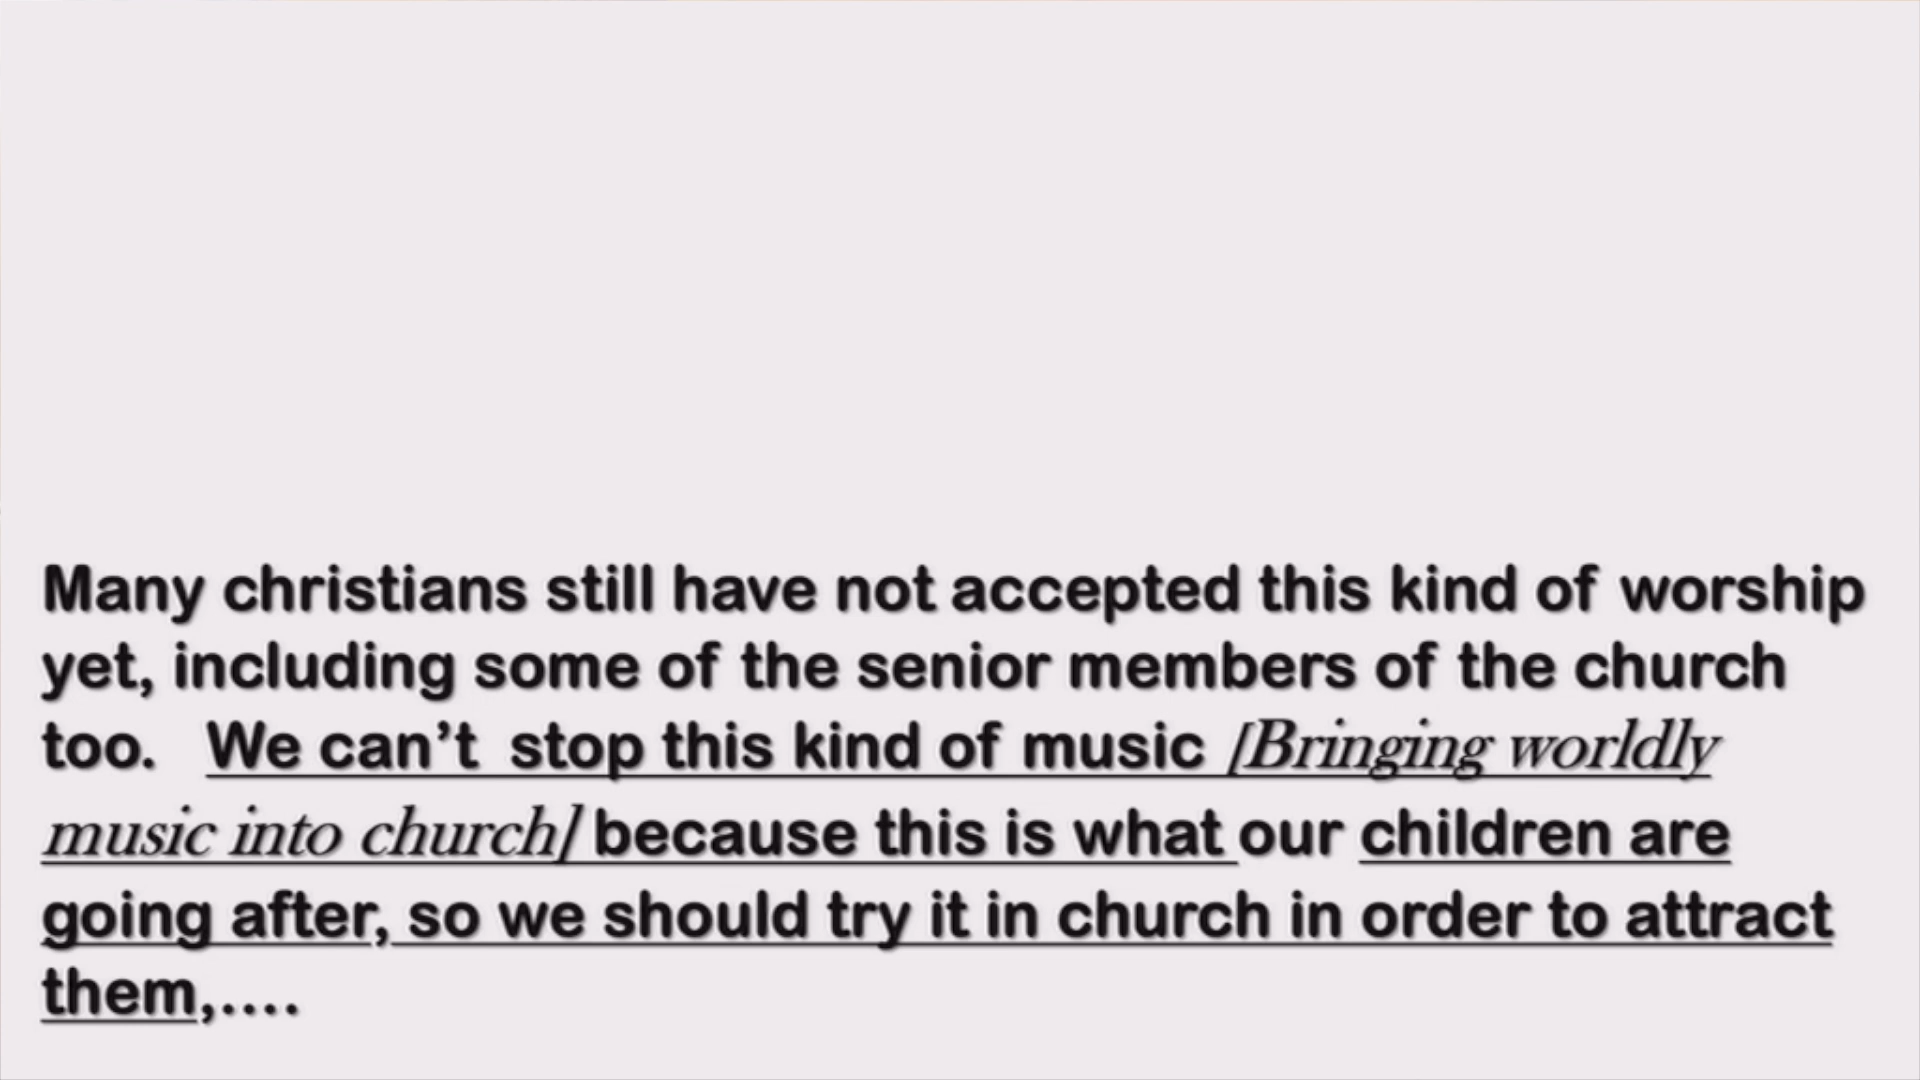 Many christians still have not accepted this kind of worship
yet, including some of the senior members of the church
too. We can’t stop this kind of music [Bringing worldly
music into church] because this is what our children are
going after, so we should try it in church in order to attract
them,....